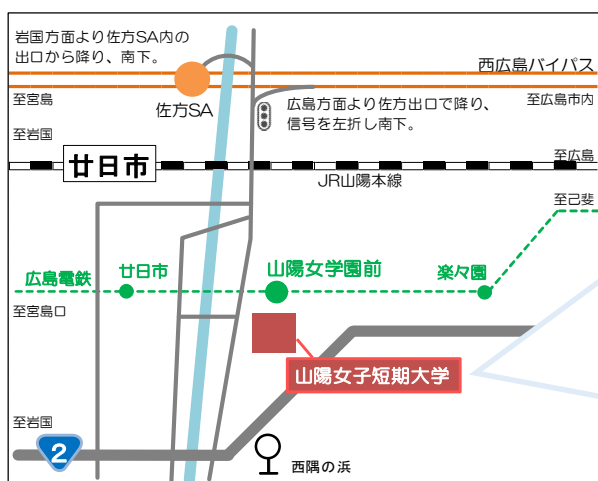 岩国方面より佐方SA内の
出口から降り、南下。
西広島バイパス
至宮島
佐方SA
広島方面より佐方出口で降り、
信号を左折し南下。
至広島市内
至岩国
廿日市
至広島
JR山陽本線
至己斐
広島電鉄
廿日市
山陽女学園前
楽々園
至宮島口
山陽女子短期大学
至岩国
2
西隅の浜